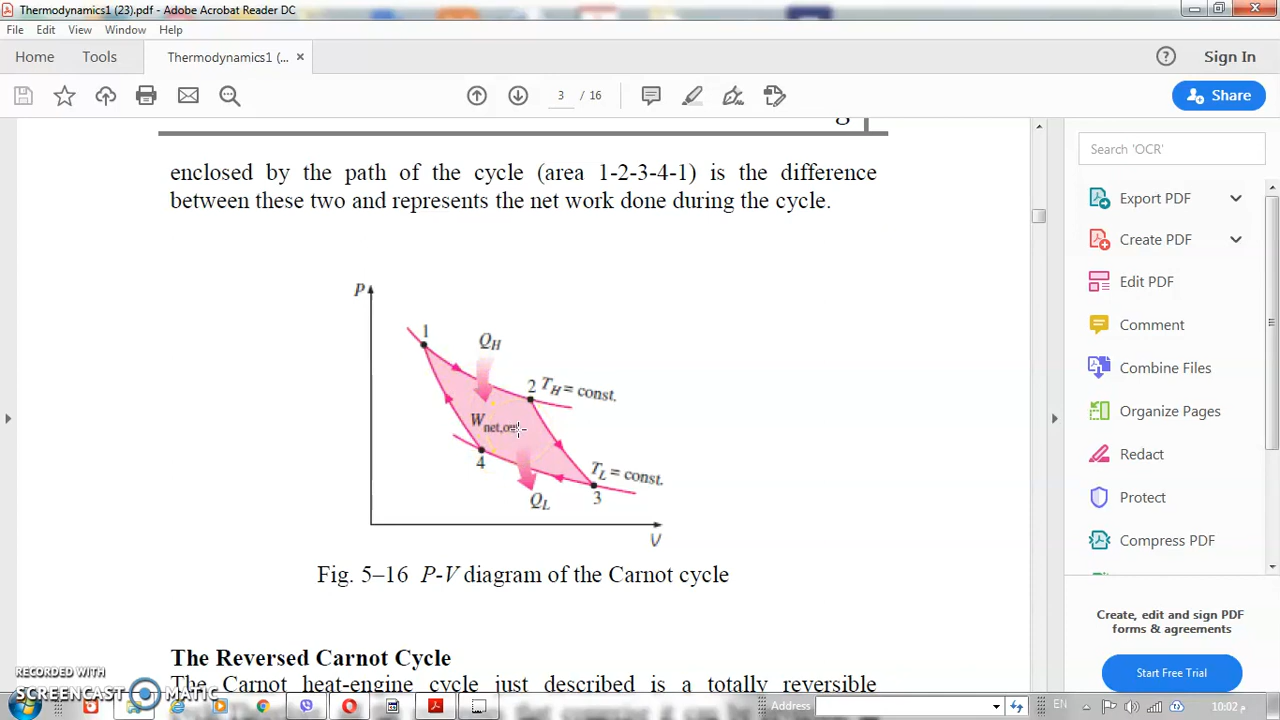 Thermodynamics1 (23).pdf - Adobe Acrobat Reader DC
File Edit View Window Help
Home Tools Thermodynamics1 (... × Sign In
3 / 16 Share
enclosed by the path of the cycle (area 1-2-3-4-1) is the difference
between these two and represents the net work done during the cycle.
P
1
QH
2 TH = const.
Wnet,out
4
TL = const.
QL
3
V
Fig. 5–16 P-V diagram of the Carnot cycle
The Reversed Carnot Cycle
The Carnot heat-engine cycle just described is a totally reversible
Search 'OCR'
Export PDF
Create PDF
Edit PDF
Comment
Combine Files
Organize Pages
Redact
Protect
Compress PDF
Create, edit and sign PDF
forms & agreements
Start Free Trial
RECORDED WITH
SCREENCAST MATIC
Address
EN
10:02 م